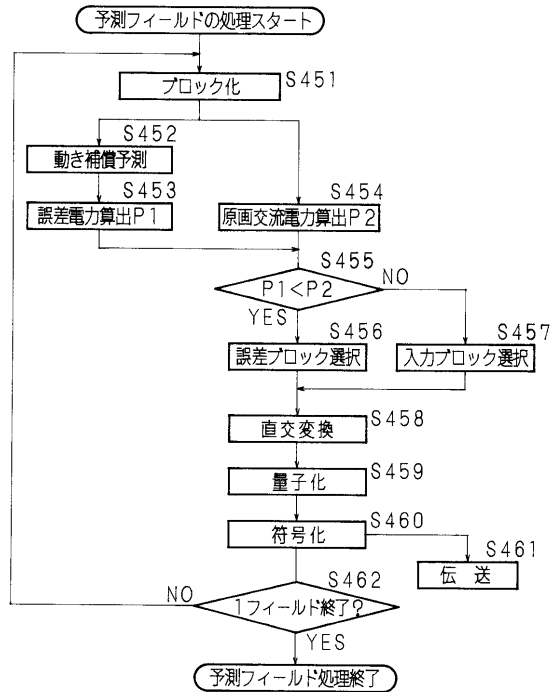 予測フィールドの処理スタート
S451
ブロック化
S452
動き補償予測
S453
誤差電力算出P1
S454
原画交流電力算出P2
S455
P1<P2
NO
YES
S456
誤差ブロック選択
S457
入力ブロック選択
S458
直交変換
S459
量子化
S460
符号化
S461
伝送
S462
NO
1フィールド終了?
YES
予測フィールド処理終了